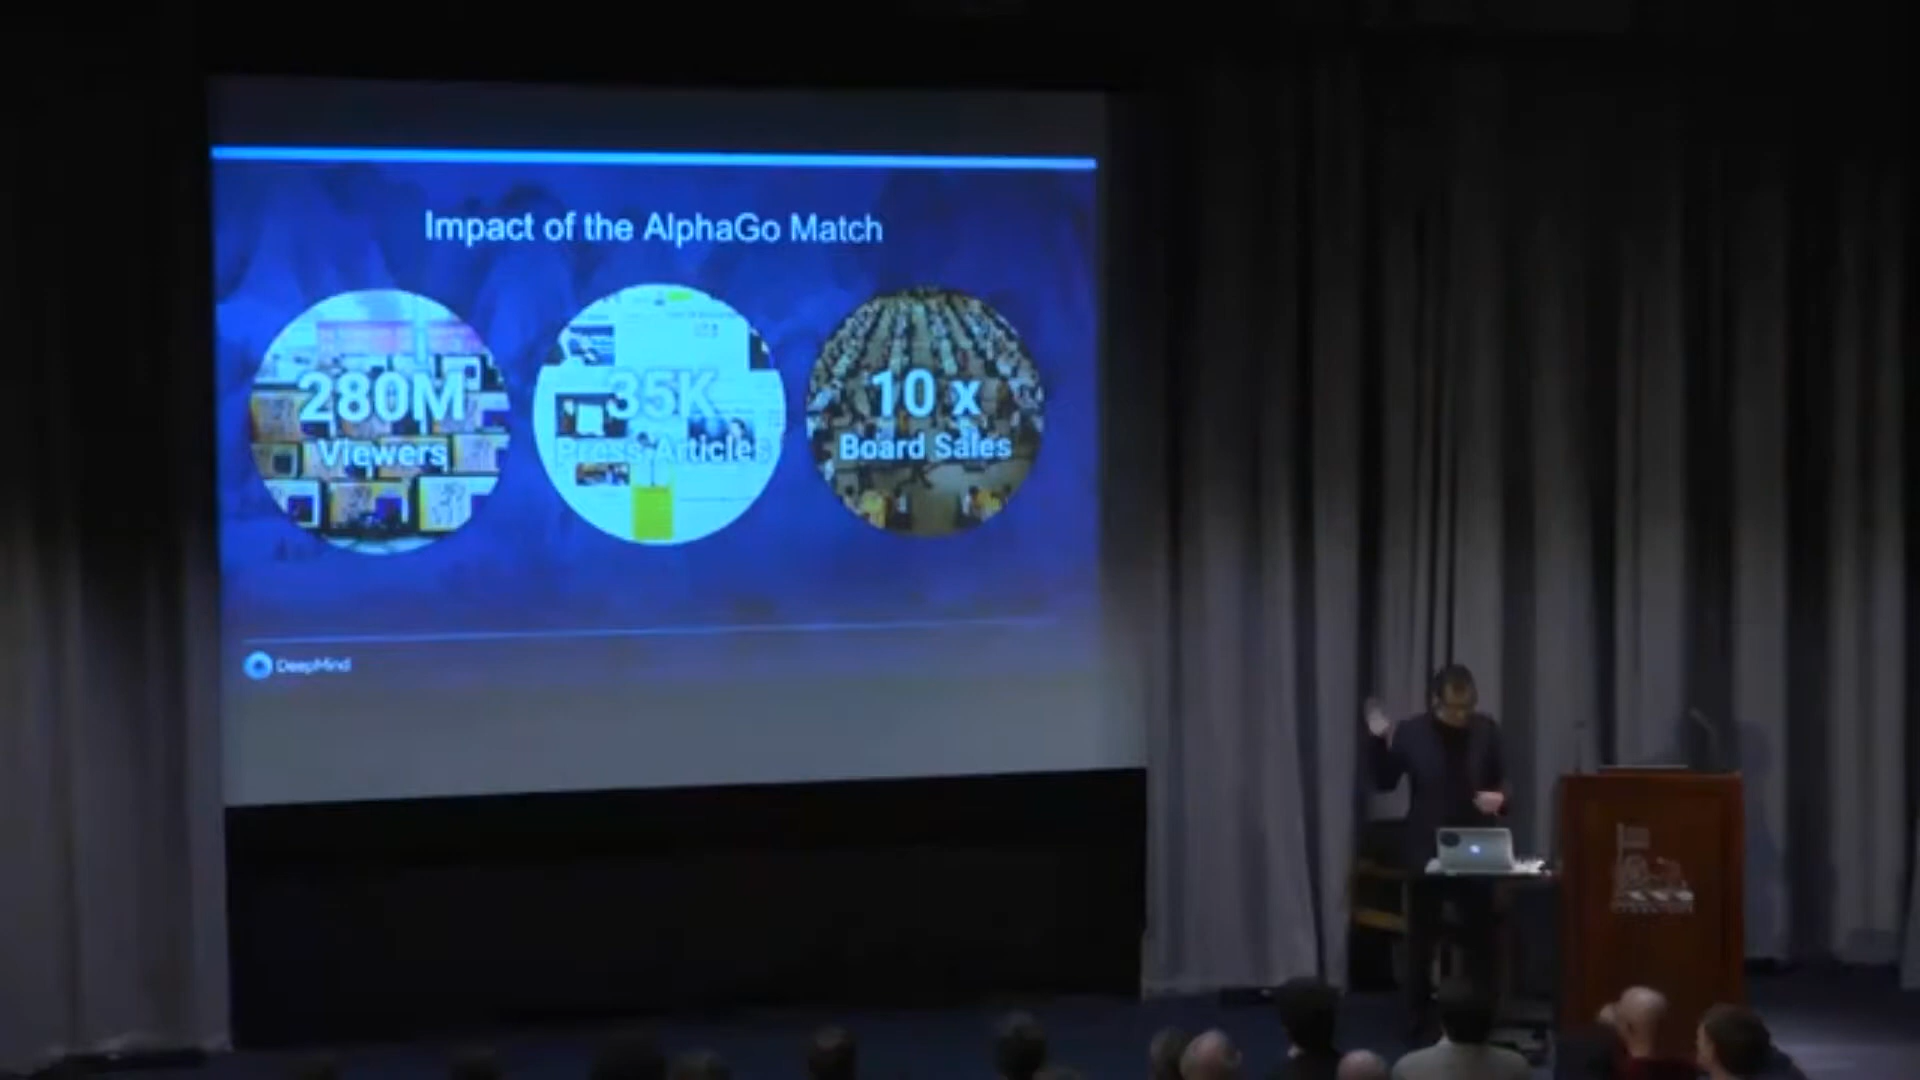 Impact of the AlphaGo Match
280M
Viewers
35K
Press Articles
10 x
Board Sales
DeepMind